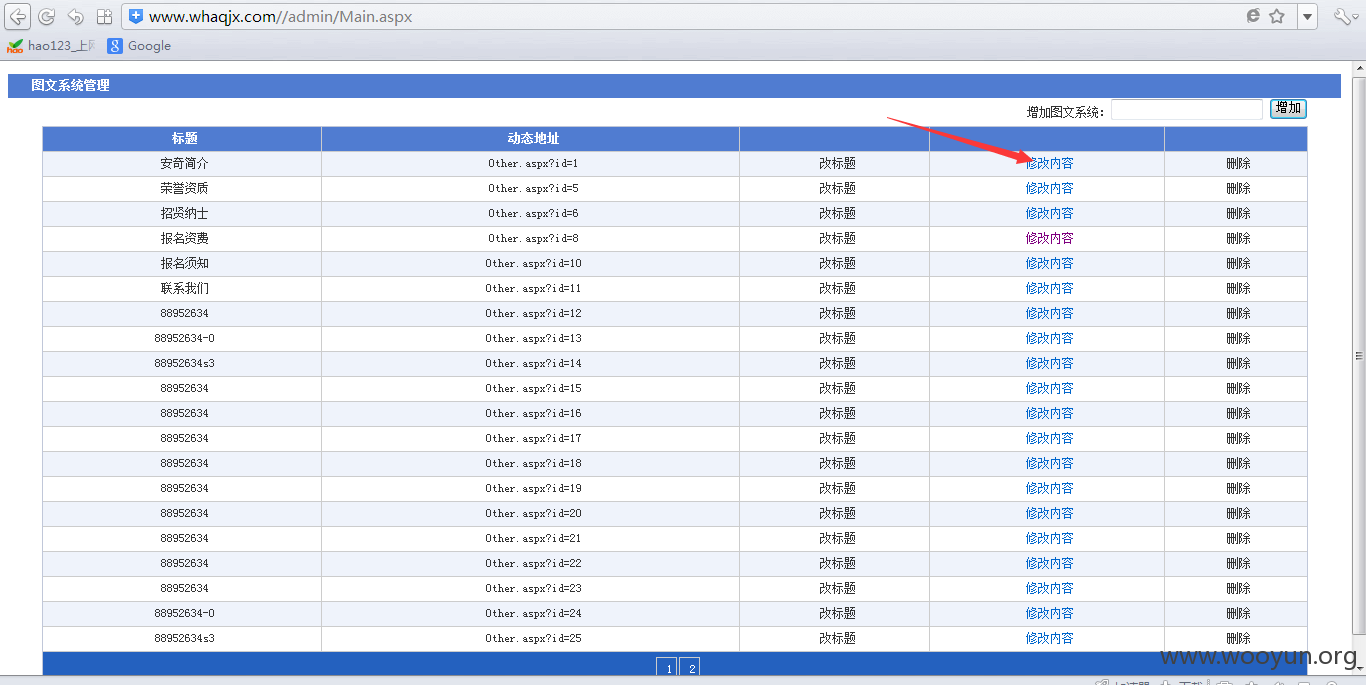 www.whaqjx.com//admin/Main.aspx
hao123_上网 Google
图文系统管理
增加图文系统: 增加
标题 动态地址
安奇简介 Other.aspx?id=1 改标题 修改内容 删除
荣誉资质 Other.aspx?id=5 改标题 修改内容 删除
招贤纳士 Other.aspx?id=6 改标题 修改内容 删除
报名资费 Other.aspx?id=8 改标题 修改内容 删除
报名须知 Other.aspx?id=10 改标题 修改内容 删除
联系我们 Other.aspx?id=11 改标题 修改内容 删除
88952634 Other.aspx?id=12 改标题 修改内容 删除
88952634-0 Other.aspx?id=13 改标题 修改内容 删除
88952634s3 Other.aspx?id=14 改标题 修改内容 删除
88952634 Other.aspx?id=15 改标题 修改内容 删除
88952634 Other.aspx?id=16 改标题 修改内容 删除
88952634 Other.aspx?id=17 改标题 修改内容 删除
88952634 Other.aspx?id=18 改标题 修改内容 删除
88952634 Other.aspx?id=19 改标题 修改内容 删除
88952634 Other.aspx?id=20 改标题 修改内容 删除
88952634 Other.aspx?id=21 改标题 修改内容 删除
88952634 Other.aspx?id=22 改标题 修改内容 删除
88952634 Other.aspx?id=23 改标题 修改内容 删除
88952634-0 Other.aspx?id=24 改标题 修改内容 删除
88952634s3 Other.aspx?id=25 改标题 修改内容 删除
1 2
www.wooyun.org